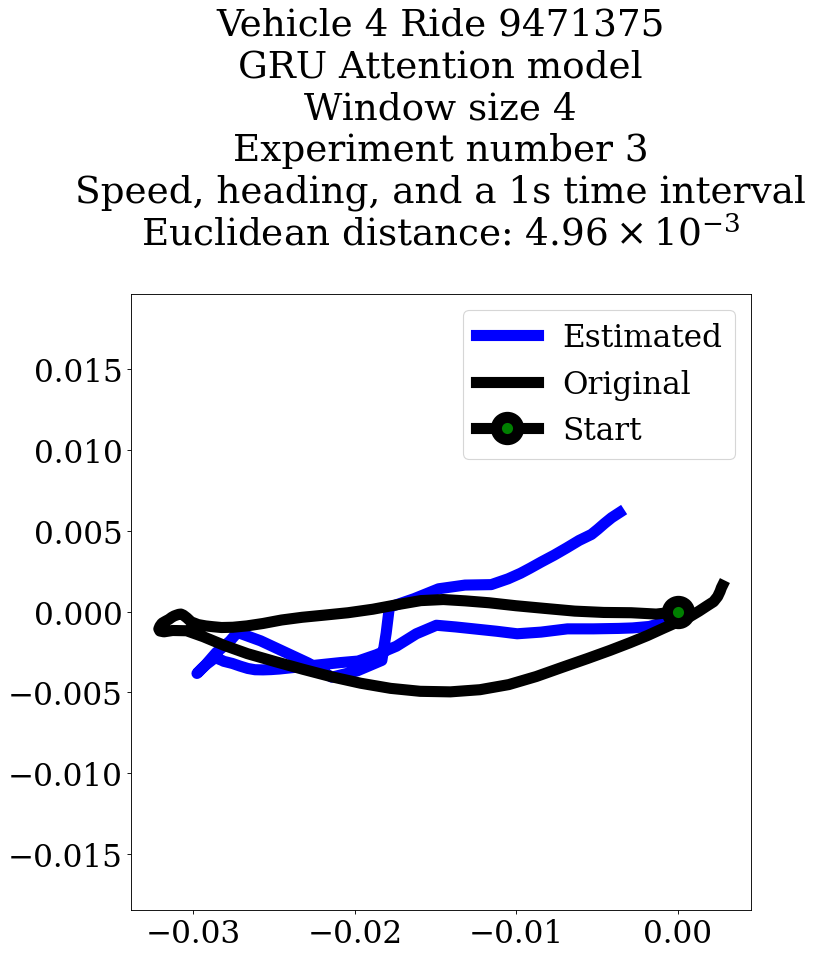 Vehicle 4 Ride 9471375
GRU Attention model
Window size 4
Experiment number 3
Speed, heading, and a 1s time interval
Euclidean distance: 4.96 × 10⁻³
Estimated
Original
Start
0.015
0.010
0.005
0.000
−0.005
−0.010
−0.015
−0.03 −0.02 −0.01 0.00